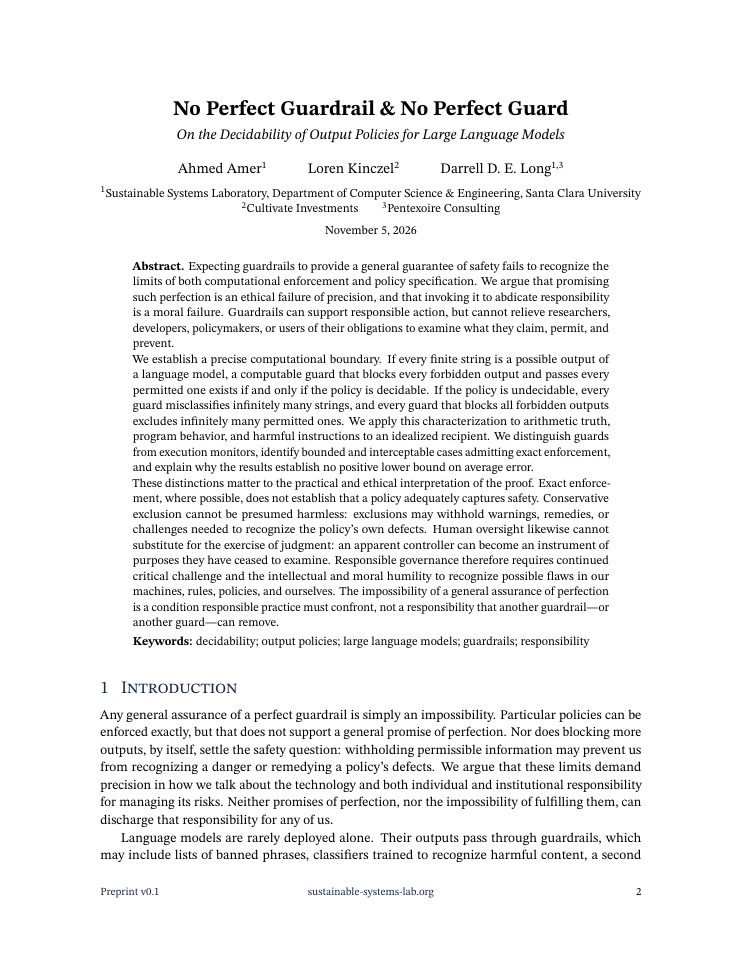 No Perfect Guardrail & No Perfect Guard
On the Decidability of Output Policies for Large Language Models
Ahmed Amer¹ Loren Kinczel² Darrell D. E. Long¹,³
¹Sustainable Systems Laboratory, Department of Computer Science & Engineering, Santa Clara University
²Cultivate Investments ³Pentexoire Consulting
November 5, 2026
Abstract. Expecting guardrails to provide a general guarantee of safety fails to recognize the
limits of both computational enforcement and policy specification. We argue that promising
such perfection is an ethical failure of precision, and that invoking it to abdicate responsibility
is a moral failure. Guardrails can support responsible action, but cannot relieve researchers,
developers, policymakers, or users of their obligations to examine what they claim, permit, and
prevent.
We establish a precise computational boundary. If every finite string is a possible output of
a language model, a computable guard that blocks every forbidden output and passes every
permitted one exists if and only if the policy is decidable. If the policy is undecidable, every
guard misclassifies infinitely many strings, and every guard that blocks all forbidden outputs
excludes infinitely many permitted ones. We apply this characterization to arithmetic truth,
program behavior, and harmful instructions to an idealized recipient. We distinguish guards
from execution monitors, identify bounded and interceptable cases admitting exact enforcement,
and explain why the results establish no positive lower bound on average error.
These distinctions matter to the practical and ethical interpretation of the proof. Exact enforce-
ment, where possible, does not establish that a policy adequately captures safety. Conservative
exclusion cannot be presumed harmless: exclusions may withhold warnings, remedies, or
challenges needed to recognize the policy's own defects. Human oversight likewise cannot
substitute for the exercise of judgment: an apparent controller can become an instrument of
purposes they have ceased to examine. Responsible governance therefore requires continued
critical challenge and the intellectual and moral humility to recognize possible flaws in our
machines, rules, policies, and ourselves. The impossibility of a general assurance of perfection
is a condition responsible practice must confront, not a responsibility that another guardrail—or
another guard—can remove.
Keywords: decidability; output policies; large language models; guardrails; responsibility
1 INTRODUCTION
Any general assurance of a perfect guardrail is simply an impossibility. Particular policies can be
enforced exactly, but that does not support a general promise of perfection. Nor does blocking more
outputs, by itself, settle the safety question: withholding permissible information may prevent us
from recognizing a danger or remedying a policy's defects. We argue that these limits demand
precision in how we talk about the technology and both individual and institutional responsibility
for managing its risks. Neither promises of perfection, nor the impossibility of fulfilling them, can
discharge that responsibility for any of us.
Language models are rarely deployed alone. Their outputs pass through guardrails, which
may include lists of banned phrases, classifiers trained to recognize harmful content, a second
Preprint v0.1 sustainable-systems-lab.org 2